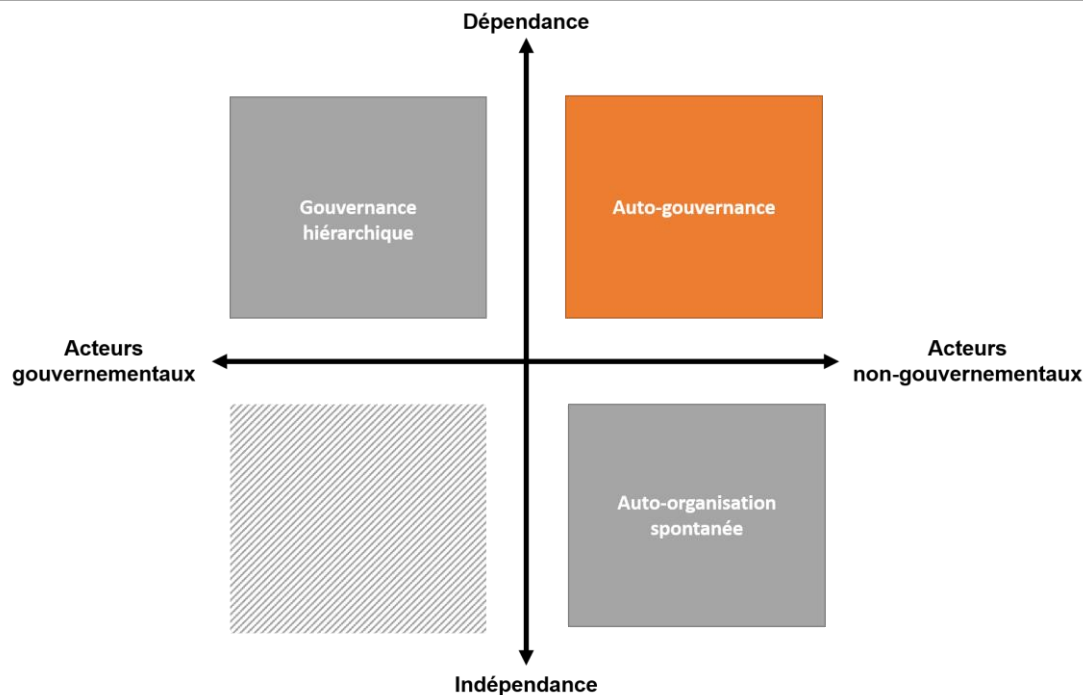 Dépendance
Gouvernance
hiérarchique
Auto-gouvernance
Acteurs
gouvernementaux
Acteurs
non-gouvernementaux
Auto-organisation
spontanée
Indépendance